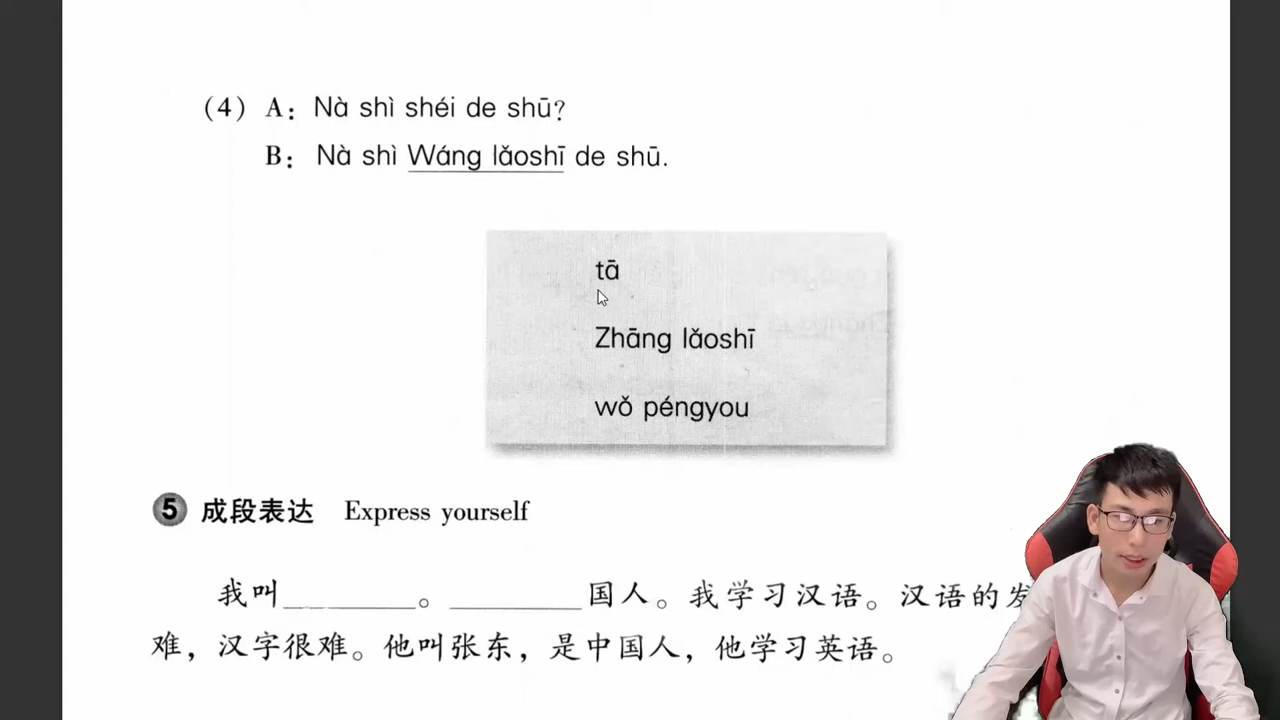 (4) A: Nà shì shéi de shū?
B: Nà shì Wáng lǎoshī de shū.
tā
Zhāng lǎoshī
wǒ péngyou
5 成段表达 Express yourself
我叫________。________国人。我学习汉语。汉语的发
难，汉字很难。他叫张东，是中国人，他学习英语。